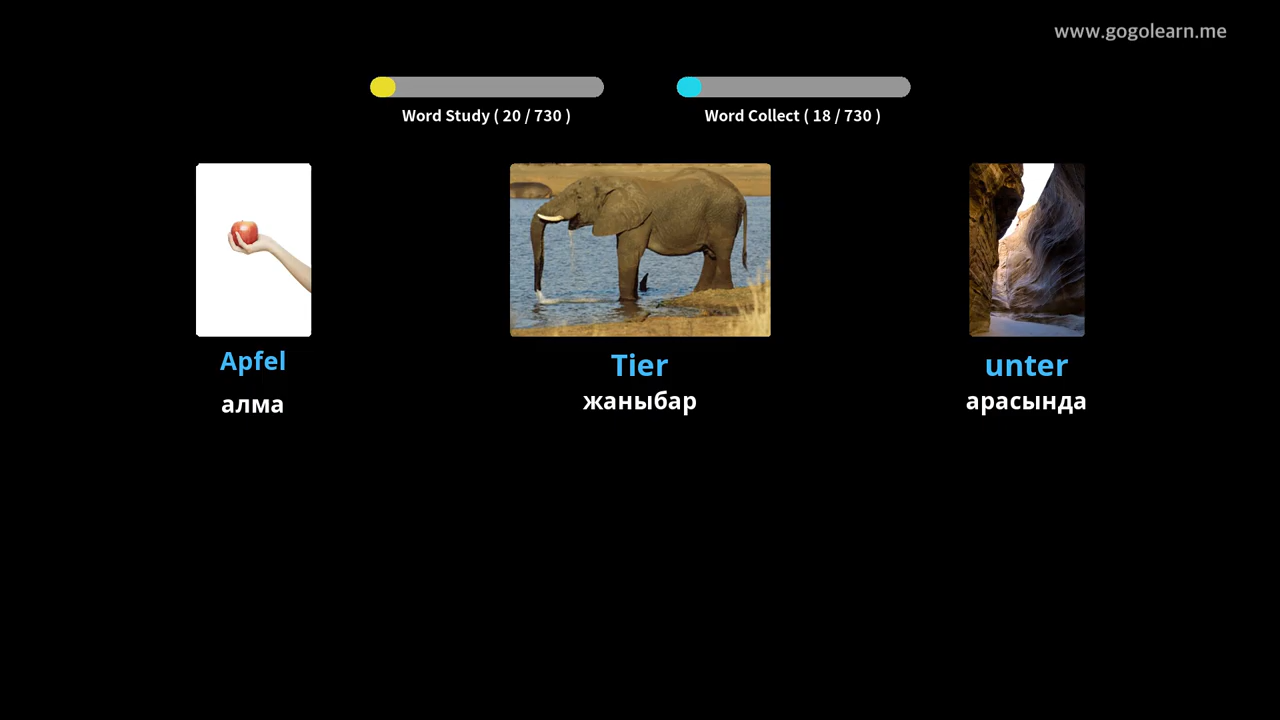 www.gogolearn.me
Word Study ( 20 / 730 )
Word Collect ( 18 / 730 )
Apfel
алма
Tier
жаныбар
unter
арасында